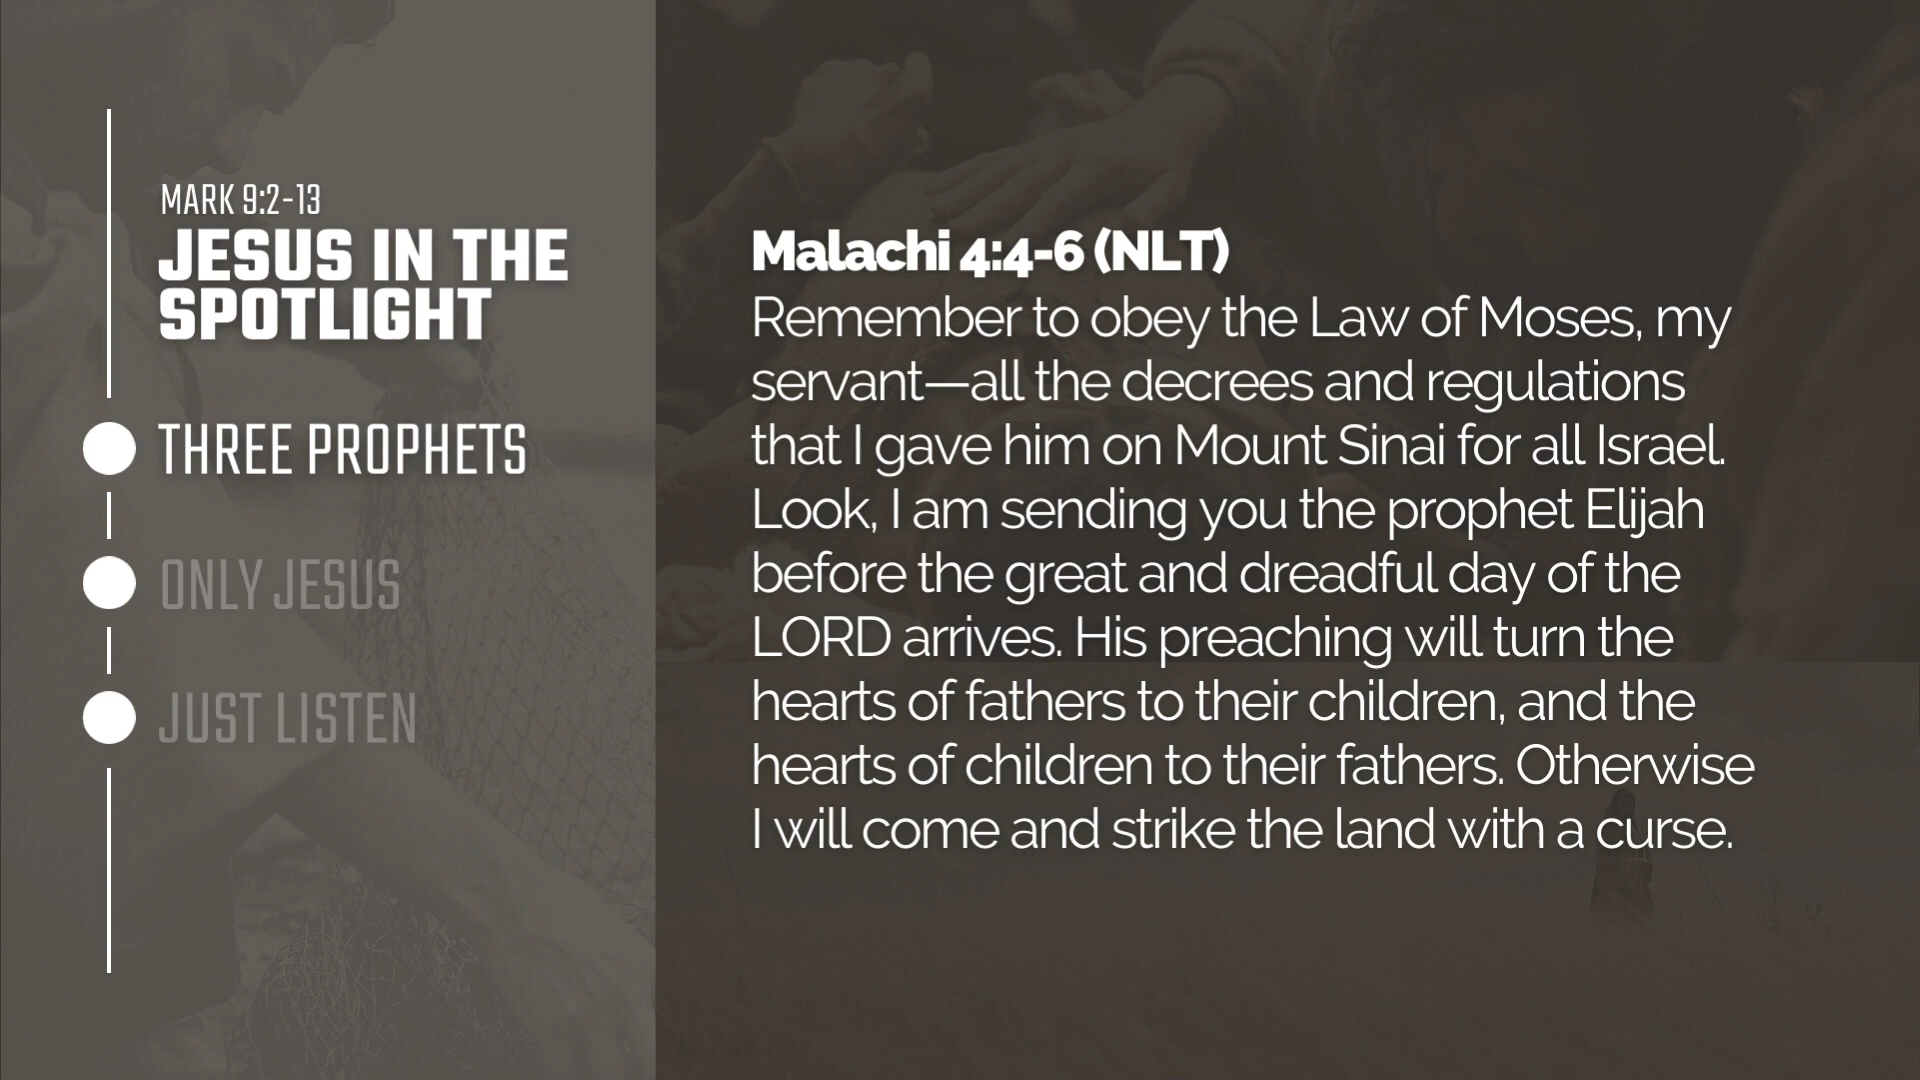 MARK 9:2-13
JESUS IN THE
SPOTLIGHT
THREE PROPHETS
ONLY JESUS
JUST LISTEN
Malachi 4:4-6 (NLT)
Remember to obey the Law of Moses, my
servant—all the decrees and regulations
that I gave him on Mount Sinai for all Israel.
Look, I am sending you the prophet Elijah
before the great and dreadful day of the
LORD arrives. His preaching will turn the
hearts of fathers to their children, and the
hearts of children to their fathers. Otherwise
I will come and strike the land with a curse.